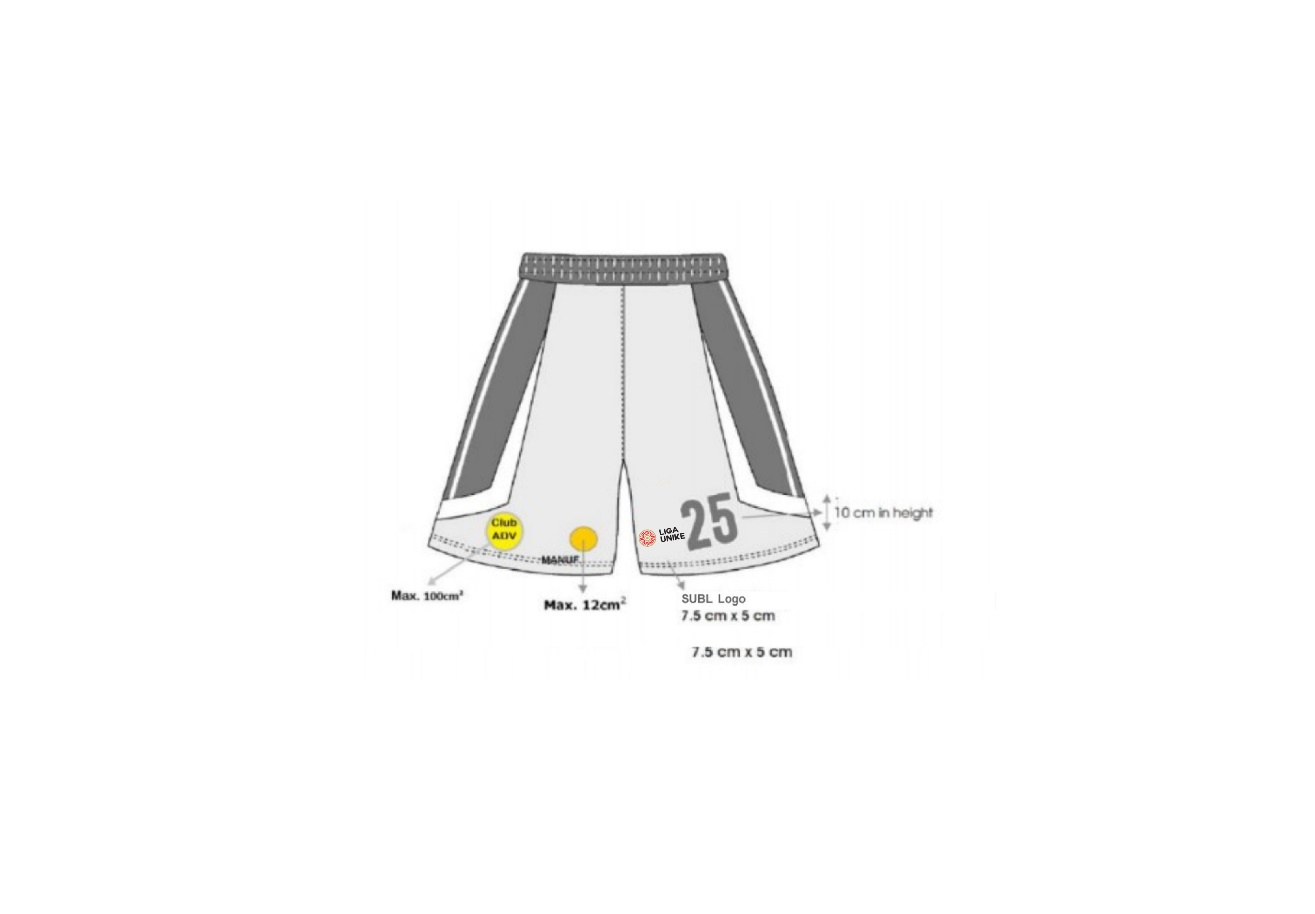 25
LIGA
UNIKE
10 cm in height
Club
ADV
MANUF
Max. 100cm²
Max. 12cm²
SUBL Logo
7.5 cm x 5 cm
7.5 cm x 5 cm